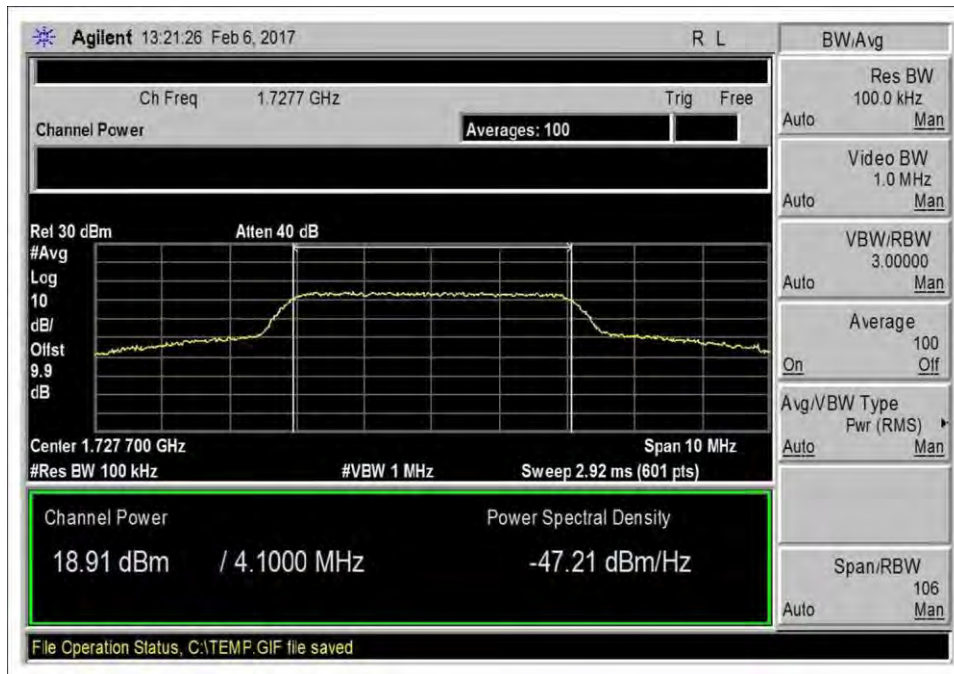 Agilent 13:21:26 Feb 6, 2017 R L
Ch Freq 1.7277 GHz Trig Free
Channel Power Averages: 100
Ref 30 dBm Atten 40 dB
#Avg
Log
10
dB/
Offst
9.9
dB
Center 1.727 700 GHz Span 10 MHz
#Res BW 100 kHz #VBW 1 MHz Sweep 2.92 ms (601 pts)
Channel Power Power Spectral Density
18.91 dBm / 4.1000 MHz -47.21 dBm/Hz
File Operation Status, C:\TEMP.GIF file saved
BW/Avg
Res BW
100.0 kHz
Auto Man
Video BW
1.0 MHz
Auto Man
VBW/RBW
3.00000
Auto Man
Average
100
On Off
Avg/VBW Type
Pwr (RMS)
Auto Man
Span/RBW
106
Auto Man